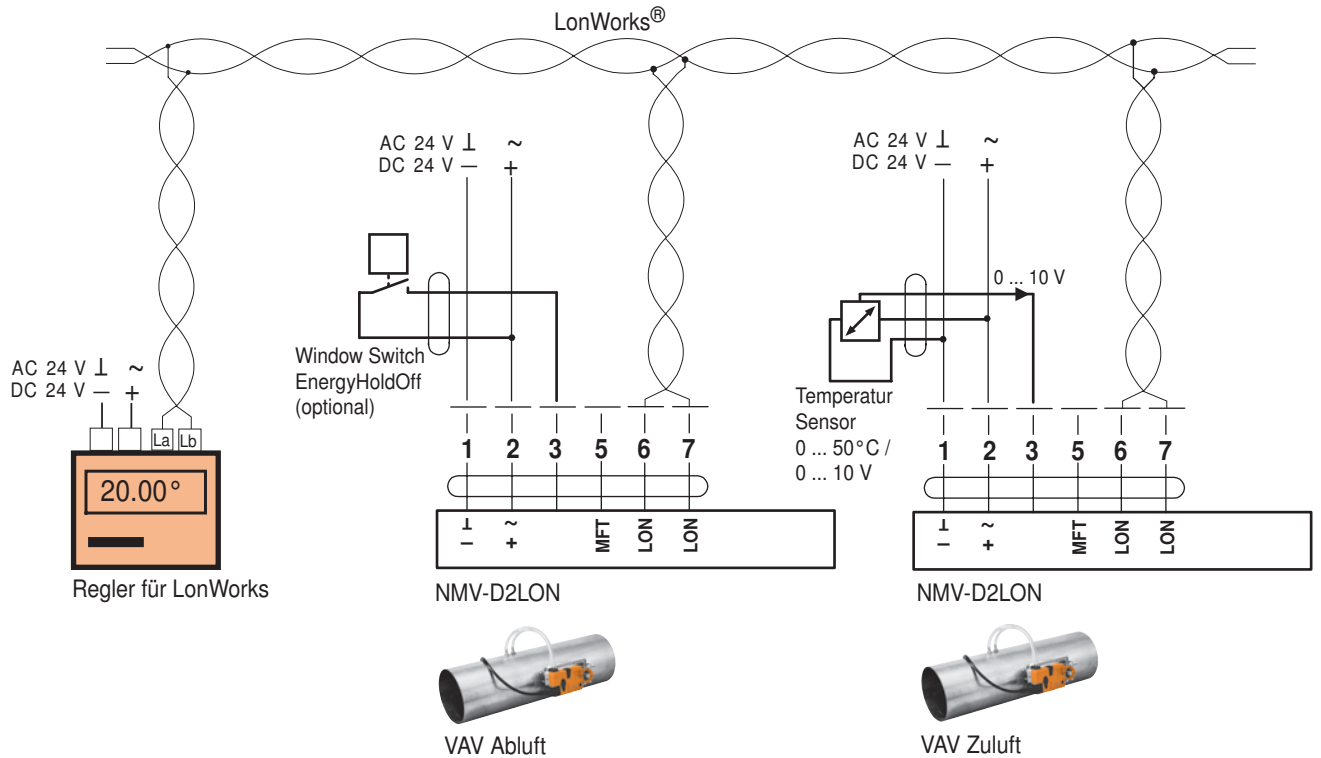 LonWorks®
AC 24 V ⊥ ~
DC 24 V – +
Window Switch
EnergyHoldOff
(optional)
AC 24 V ⊥ ~
DC 24 V – +
0 ... 10 V
Temperatur
Sensor
0 ... 50°C /
0 ... 10 V
AC 24 V ⊥ ~
DC 24 V – +
La Lb
20.00°
Regler für LonWorks
1 2 3 5 6 7
⊥ ~ MFT LON LON
– +
NMV-D2LON
VAV Abluft
1 2 3 5 6 7
⊥ ~ MFT LON LON
– +
NMV-D2LON
VAV Zuluft